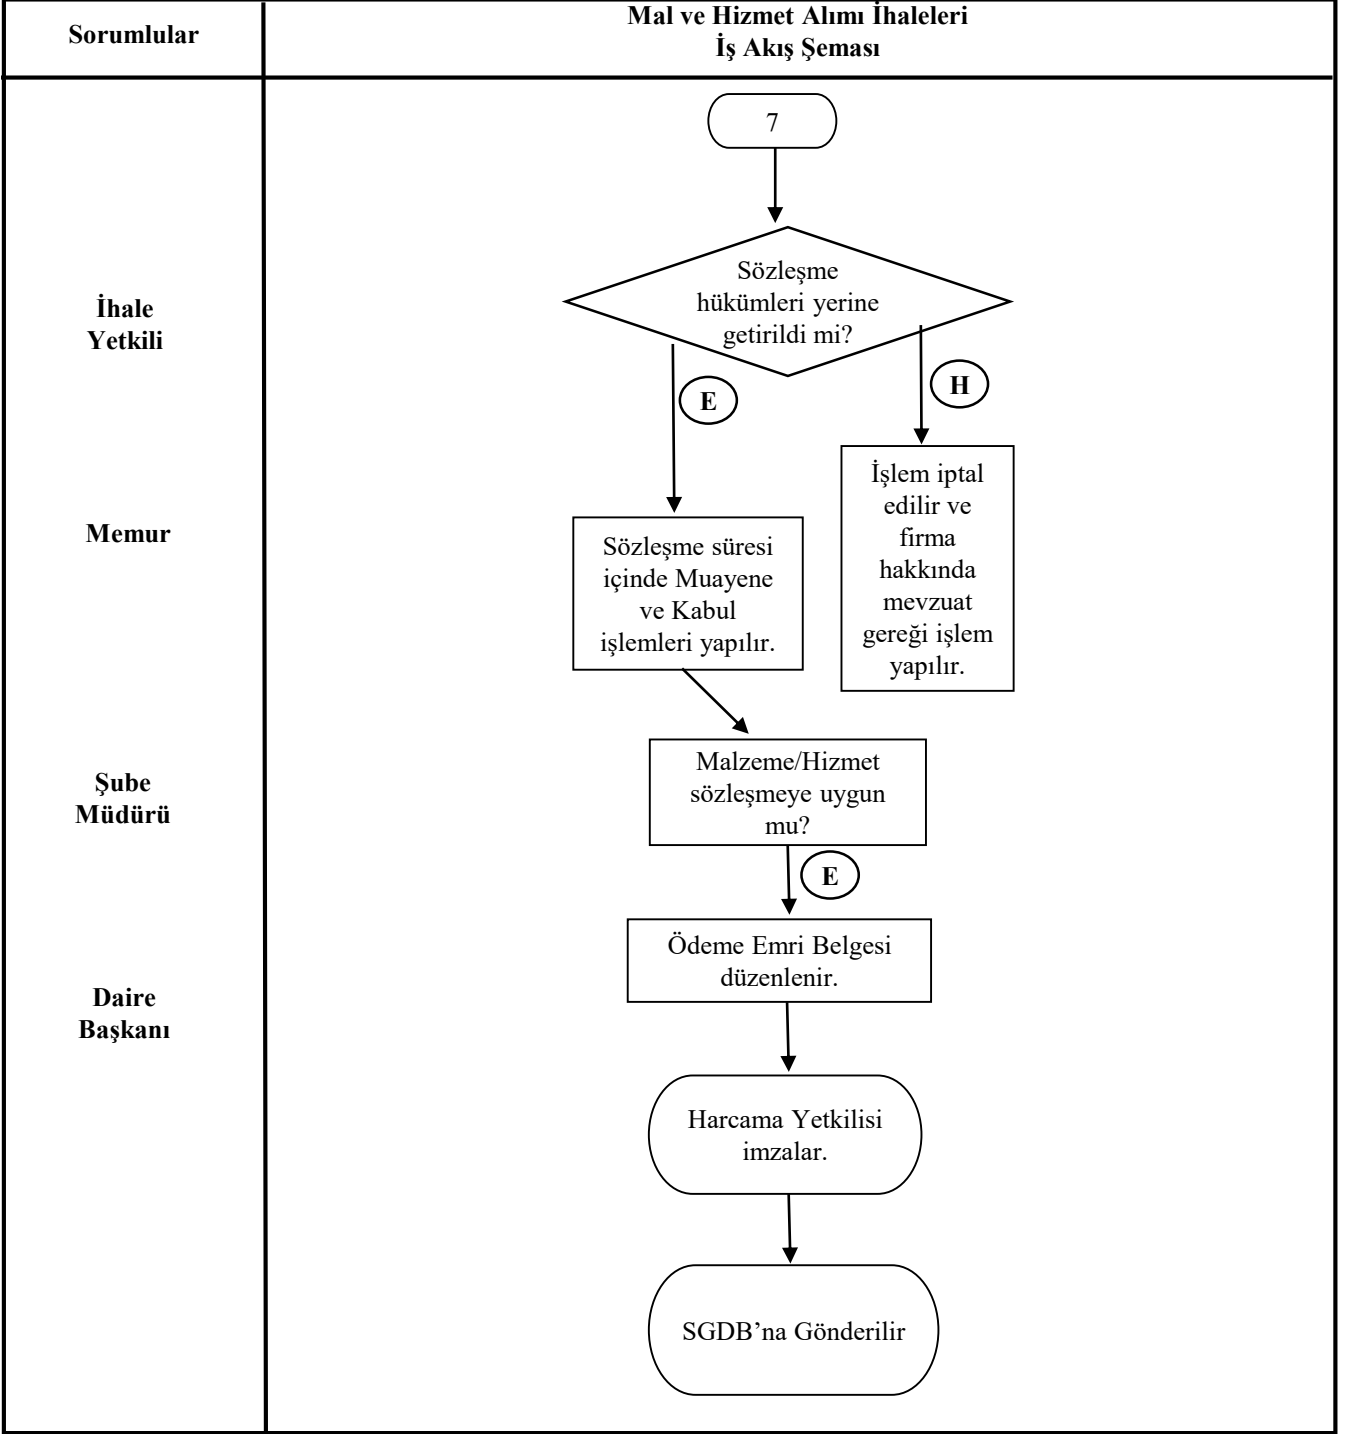 Sorumlular
Mal ve Hizmet Alımı İhaleleri
İş Akış Şeması
7
İhale
Yetkili
Sözleşme
hükümleri yerine
getirildi mi?
E
H
Memur
Sözleşme süresi
içinde Muayene
ve Kabul
işlemleri yapılır.
İşlem iptal
edilir ve
firma
hakkında
mevzuat
gereği işlem
yapılır.
Şube
Müdürü
Malzeme/Hizmet
sözleşmeye uygun
mu?
E
Ödeme Emri Belgesi
düzenlenir.
Daire
Başkanı
Harcama Yetkilisi
imzalar.
SGDB’na Gönderilir